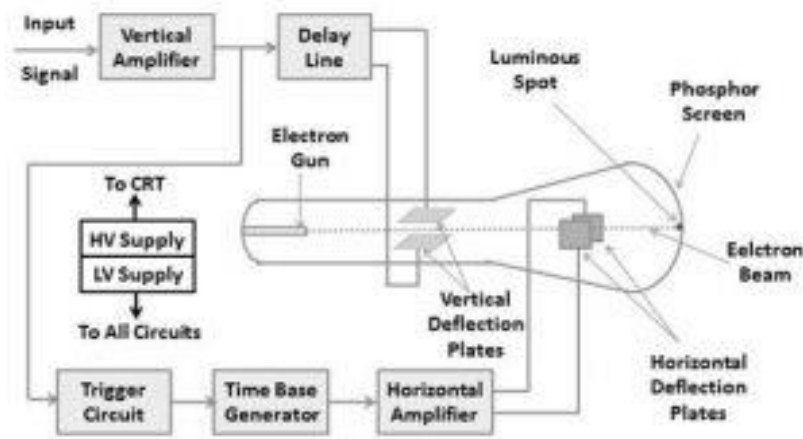 Input
Signal
Vertical
Amplifier
Delay
Line
Luminous
Spot
Phosphor
Screen
Electron
Gun
To CRT
HV Supply
LV Supply
To All Circuits
Vertical
Deflection
Plates
Eelctron
Beam
Horizontal
Deflection
Plates
Trigger
Circuit
Time Base
Generator
Horizontal
Amplifier